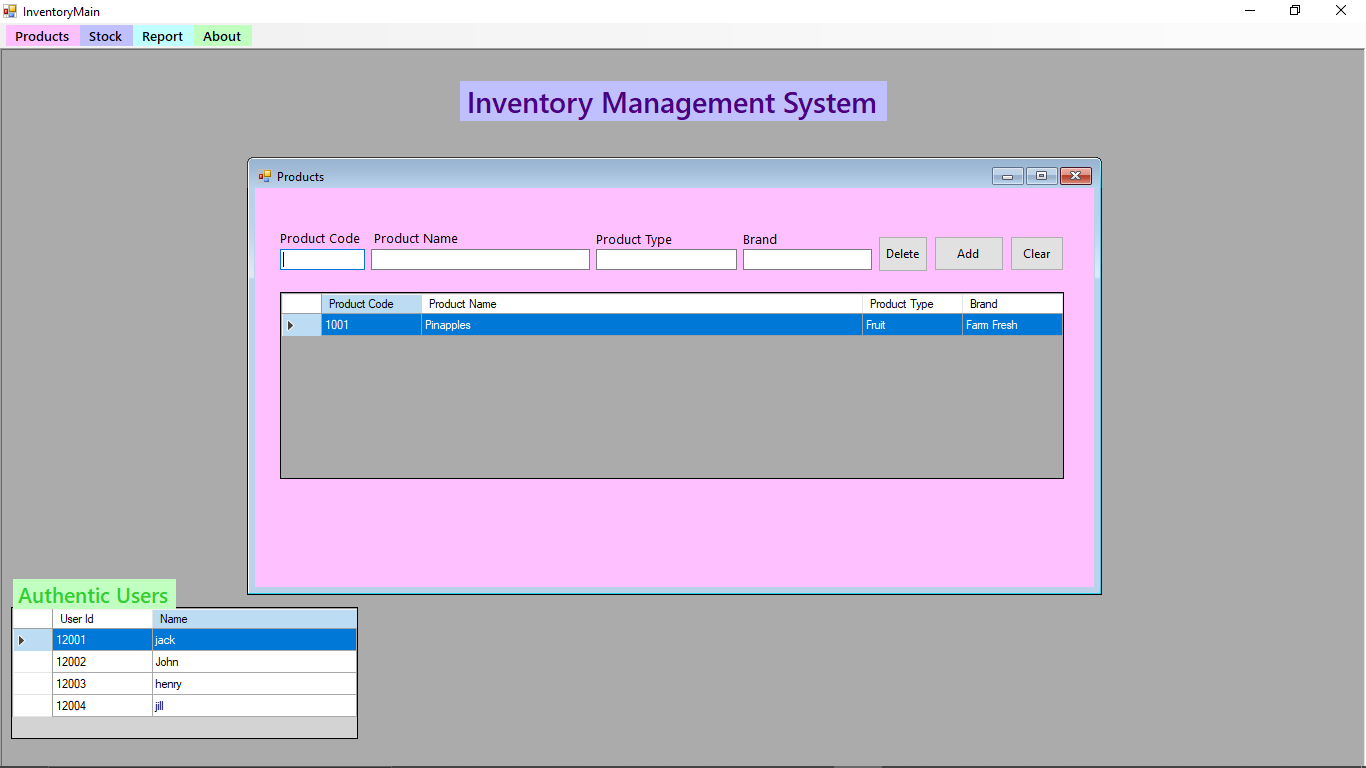 InventoryMain
Products Stock Report About
Inventory Management System
Products
Product Code Product Name Product Type Brand
Delete Add Clear
Product Code Product Name Product Type Brand
1001 Pinapples Fruit Farm Fresh
Authentic Users
User Id Name
12001 jack
12002 John
12003 henry
12004 jill